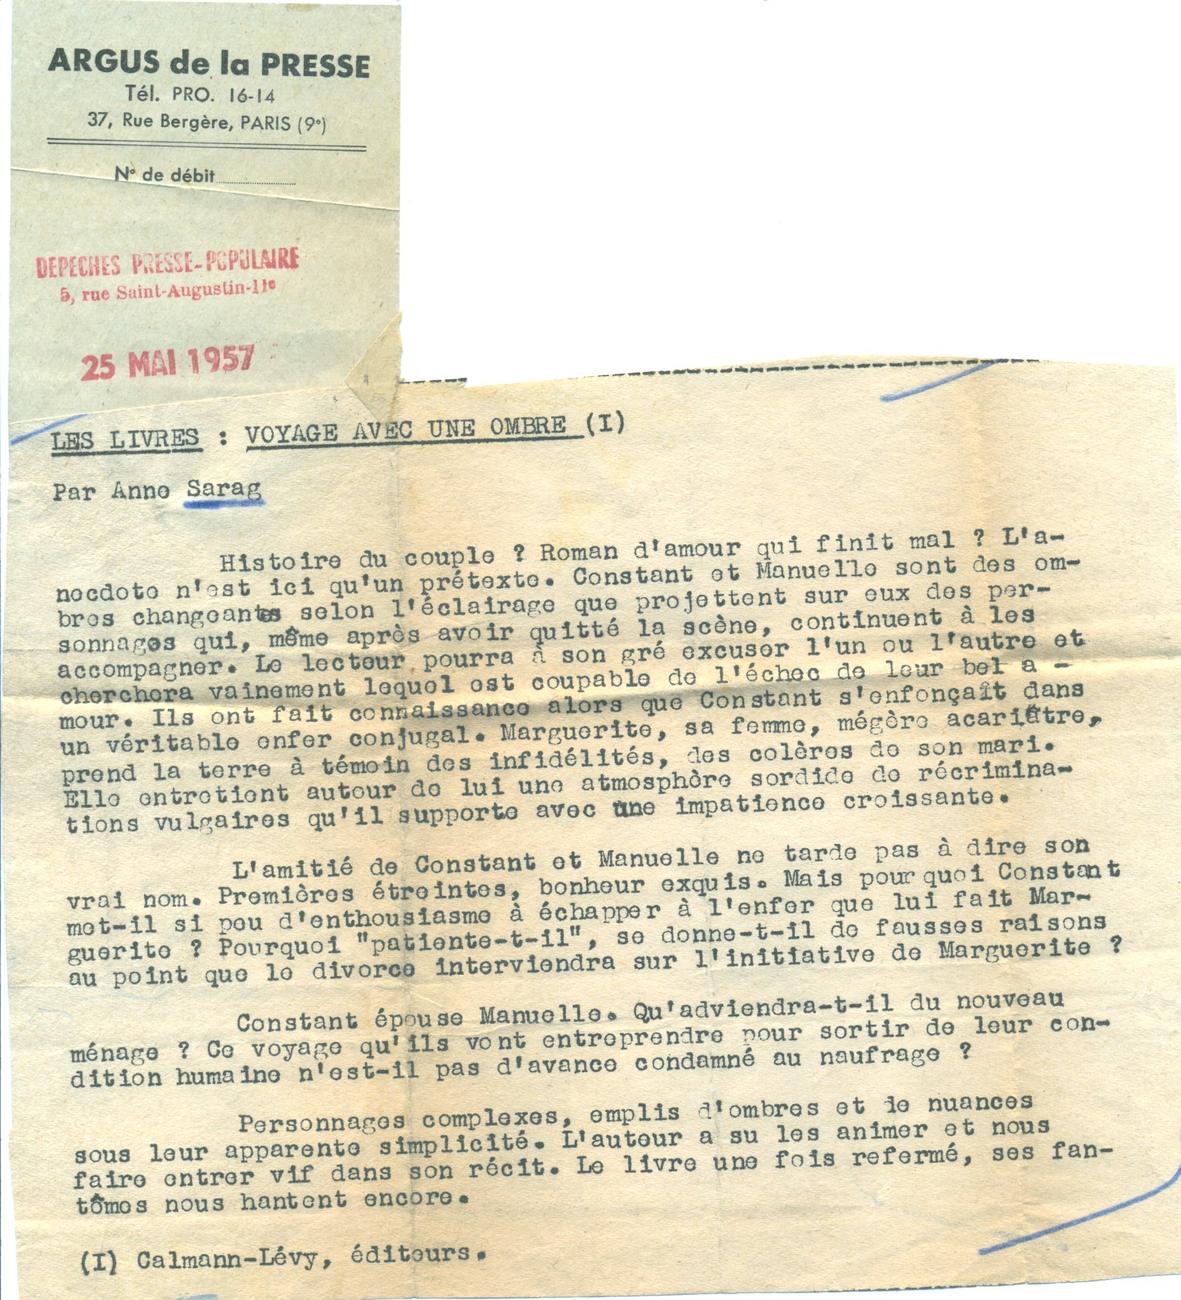 ARGUS de la PRESSE
Tél. PRO. 16-14
37, Rue Bergère, PARIS (9e)
N° de débit
DEPECHES PRESSE-POPULAIRE
5, rue Saint-Augustin-11e
25 MAI 1957
LES LIVRES : VOYAGE AVEC UNE OMBRE (I)
Par Anne Sarag
Histoire du couple ? Roman d'amour qui finit mal ? L'a-
necdote n'est ici qu'un prétexte. Constant et Manuelle sont des om-
bres changeantes selon l'éclairage que projettent sur eux des per-
sonnages qui, même après avoir quitté la scène, continuent à les
accompagner. Le lecteur pourra à son gré excuser l'un ou l'autre et
cherchera vainement lequel est coupable de l'échec de leur bel a -
mour. Ils ont fait connaissance alors que Constant s'enfonçait dans
un véritable enfer conjugal. Marguerite, sa femme, mégère acariâtre,
prend la terre à témoin des infidélités, des colères de son mari.
Elle entretient autour de lui une atmosphère sordide de récrimina-
tions vulgaires qu'il supporte avec une impatience croissante.
L'amitié de Constant et Manuelle ne tarde pas à dire son
vrai nom. Premières étreintes, bonheur exquis. Mais pourquoi Constant
met-il si peu d'enthousiasme à échapper à l'enfer que lui fait Mar-
guerite ? Pourquoi "patiente-t-il", se donne-t-il de fausses raisons
au point que le divorce interviendra sur l'initiative de Marguerite ?
Constant épouse Manuelle. Qu'adviendra-t-il du nouveau
ménage ? Ce voyage qu'ils vont entreprendre pour sortir de leur con-
dition humaine n'est-il pas d'avance condamné au naufrage ?
Personnages complexes, emplis d'ombres et de nuances
sous leur apparente simplicité. L'auteur a su les animer et nous
faire entrer vif dans son récit. Le livre une fois refermé, ses fan-
tômes nous hantent encore.
(I) Calmann-Lévy, éditeurs.